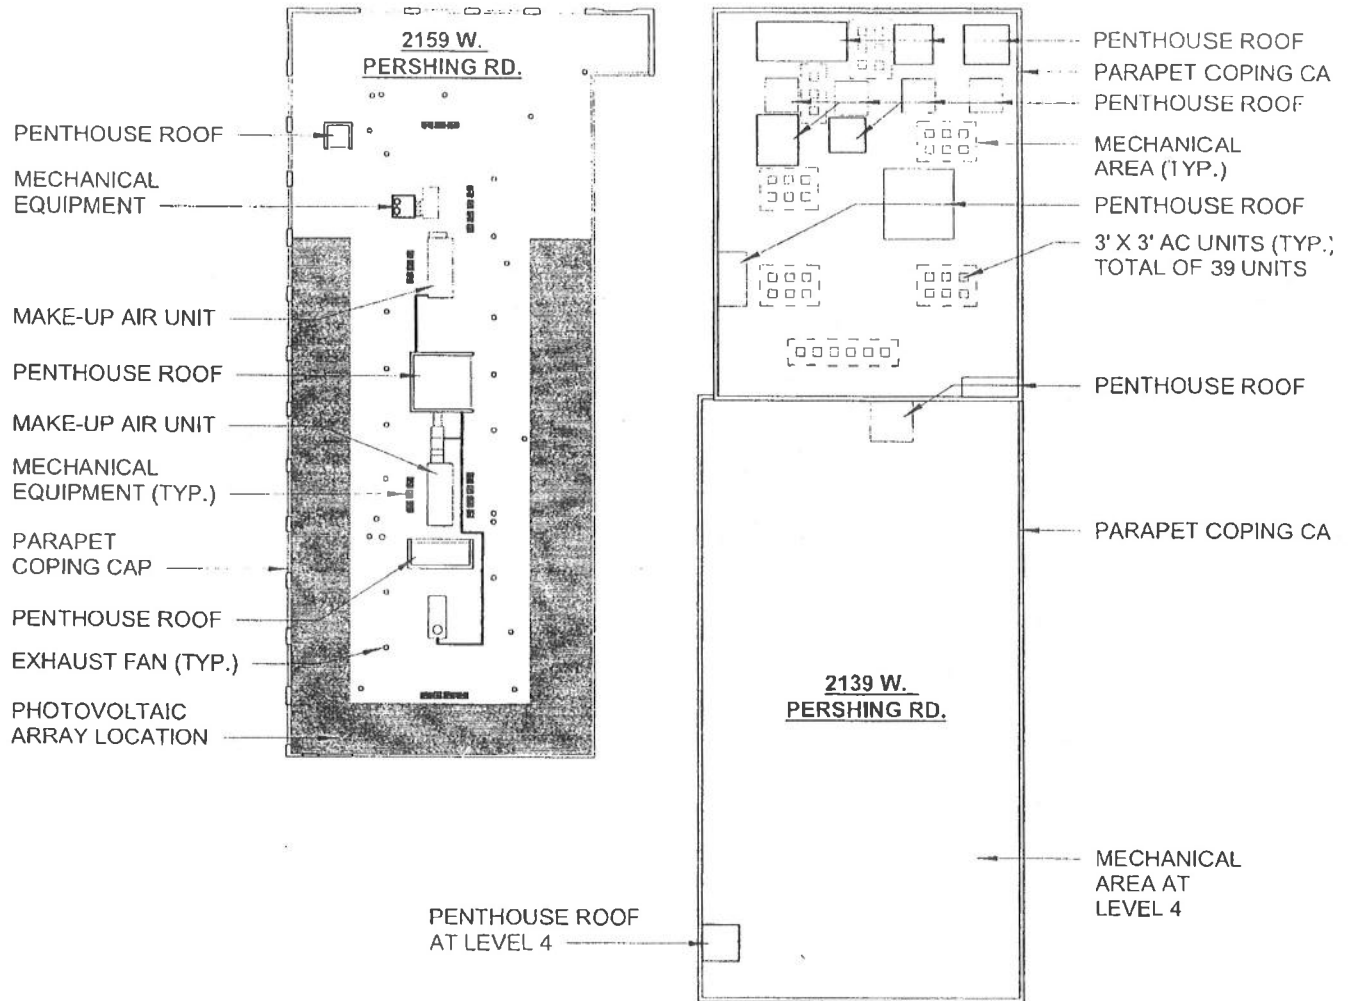 2159 W.
PERSHING RD.
PENTHOUSE ROOF
MECHANICAL
EQUIPMENT
MAKE-UP AIR UNIT
PENTHOUSE ROOF
MAKE-UP AIR UNIT
MECHANICAL
EQUIPMENT (TYP.)
PARAPET
COPING CAP
PENTHOUSE ROOF
EXHAUST FAN (TYP.)
PHOTOVOLTAIC
ARRAY LOCATION
PENTHOUSE ROOF
PARAPET COPING CA
PENTHOUSE ROOF
MECHANICAL
AREA (TYP.)
PENTHOUSE ROOF
3' X 3' AC UNITS (TYP.)
TOTAL OF 39 UNITS
PENTHOUSE ROOF
PARAPET COPING CA
2139 W.
PERSHING RD.
MECHANICAL
AREA AT
LEVEL 4
PENTHOUSE ROOF
AT LEVEL 4